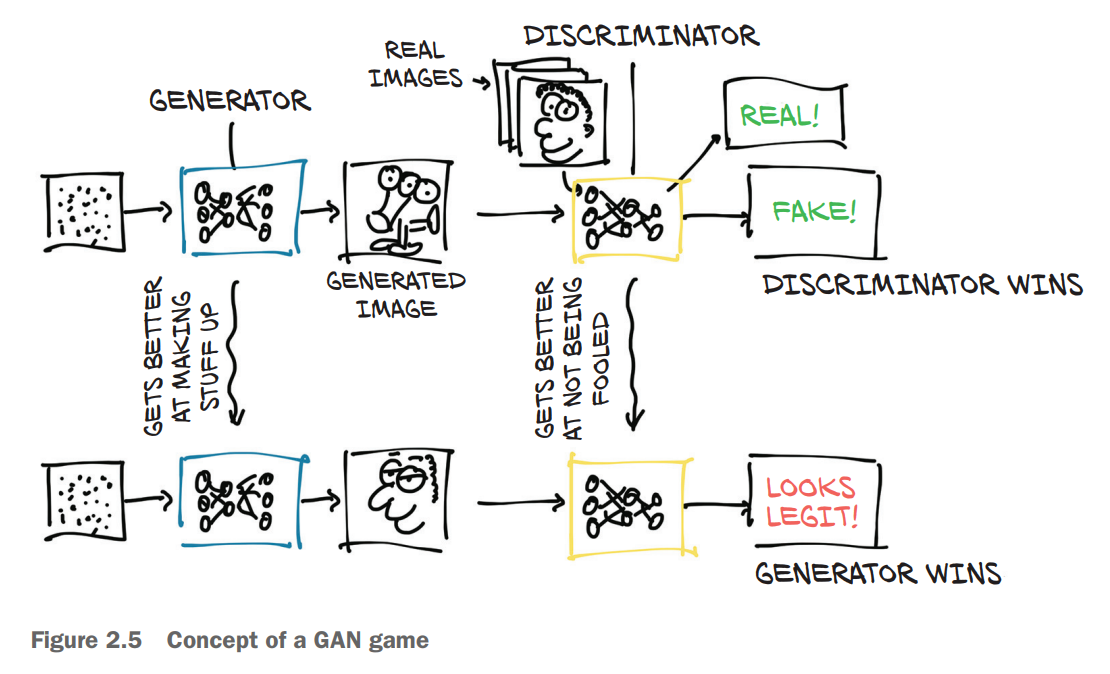 DISCRIMINATOR
REAL
IMAGES
GENERATOR
REAL!
FAKE!
DISCRIMINATOR WINS
GENERATED
IMAGE
GETS BETTER
AT MAKING
STUFF UP
GETS BETTER
AT NOT BEING
FOOLED
LOOKS
LEGIT!
GENERATOR WINS
Figure 2.5 Concept of a GAN game